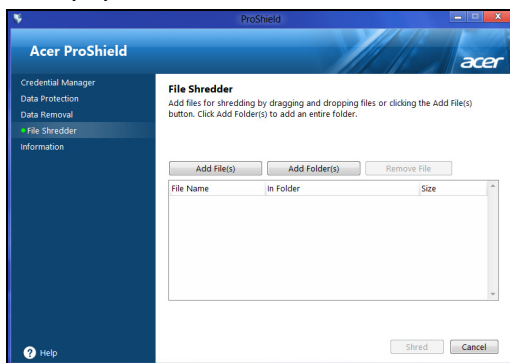 ProShield
Acer ProShield
acer
Credential Manager
Data Protection
Data Removal
File Shredder
Information
File Shredder
Add files for shredding by dragging and dropping files or clicking the Add File(s)
button. Click Add Folder(s) to add an entire folder.
Add File(s) Add Folder(s) Remove File
File Name In Folder Size
Shred Cancel
? Help